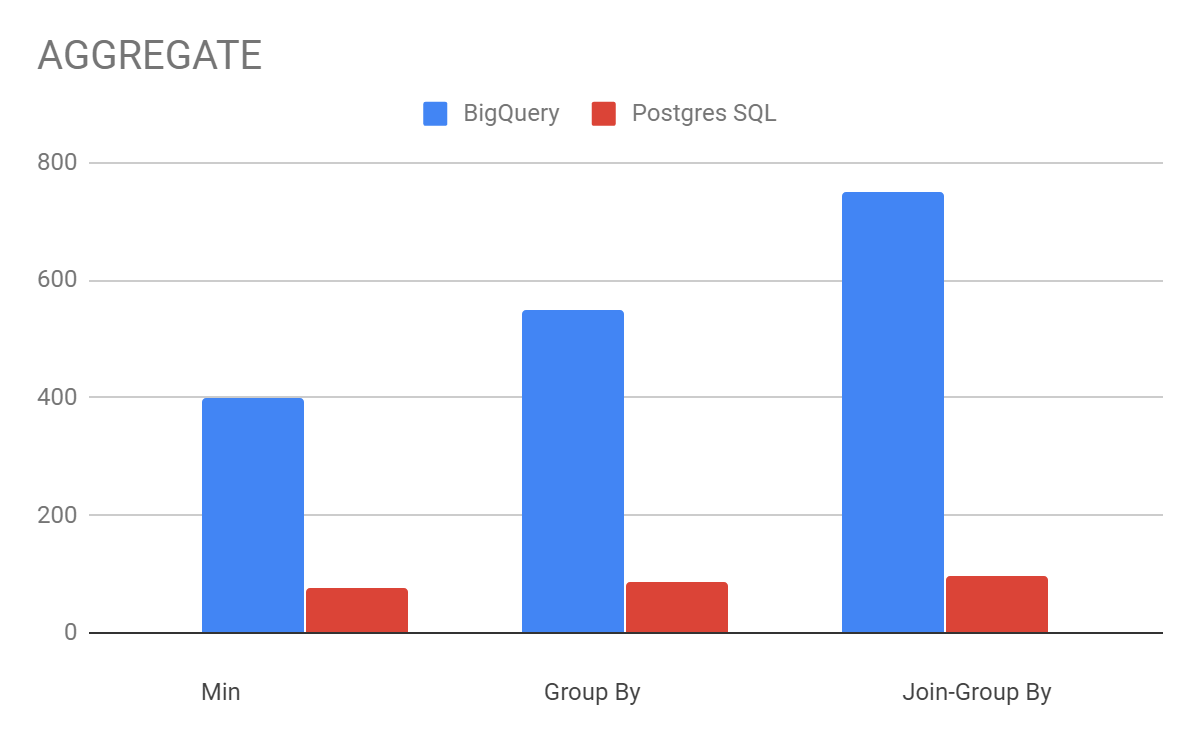 AGGREGATE
BigQuery Postgres SQL
800
600
400
200
0
Min Group By Join-Group By